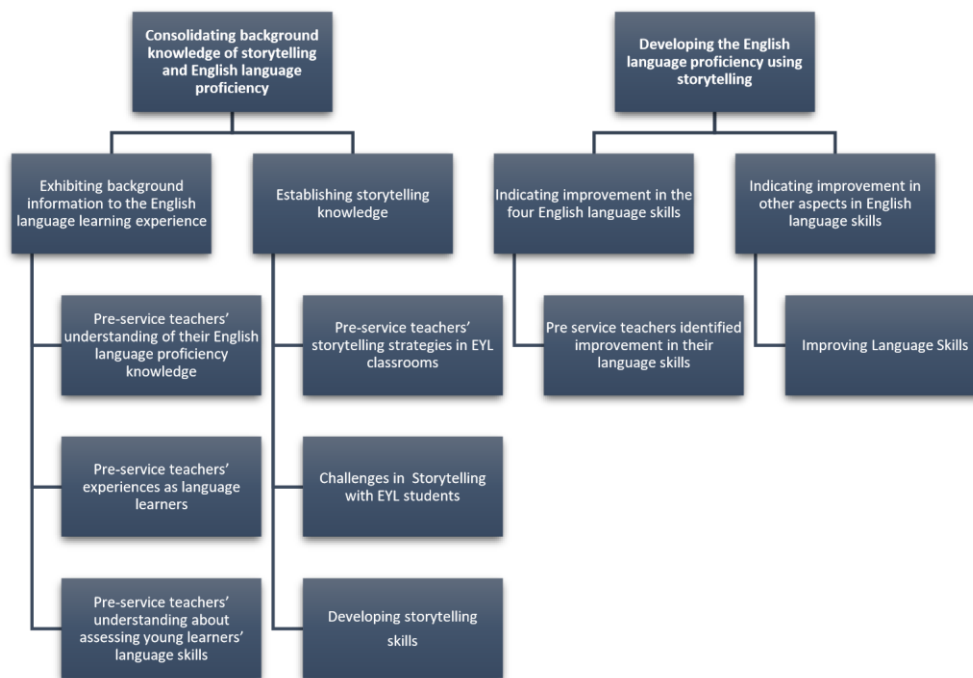 Consolidating background
knowledge of storytelling
and English language
proficiency
Developing the English
language proficiency using
storytelling
Exhibiting background
information to the English
language learning experience
Establishing storytelling
knowledge
Indicating improvement in the
four English language skills
Indicating improvement in
other aspects in English
language skills
Pre-service teachers’
understanding of their English
language proficiency
knowledge
Pre-service teachers’
storytelling strategies in EYL
classrooms
Pre service teachers identified
improvement in their
language skills
Improving Language Skills
Pre-service teachers’
experiences as language
learners
Challenges in Storytelling
with EYL students
Pre-service teachers’
understanding about
assessing young learners’
language skills
Developing storytelling
skills